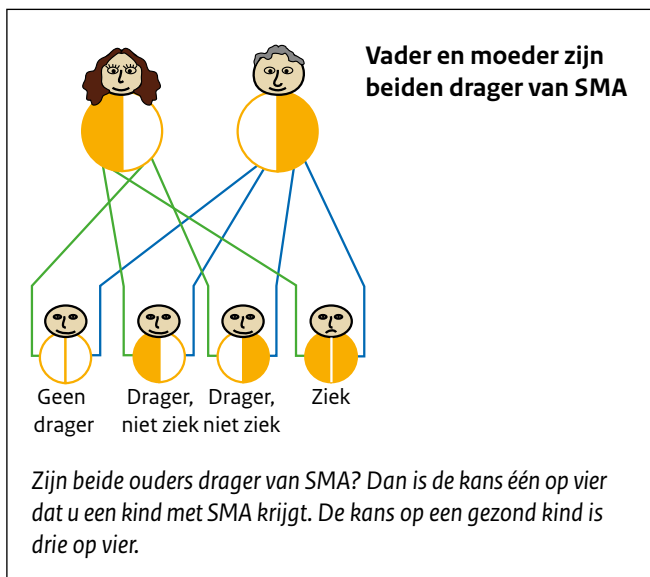 Vader en moeder zijn
beiden drager van SMA
Geen
drager
Drager,
niet ziek
Drager,
niet ziek
Ziek
Zijn beide ouders drager van SMA? Dan is de kans één op vier
dat u een kind met SMA krijgt. De kans op een gezond kind is
drie op vier.